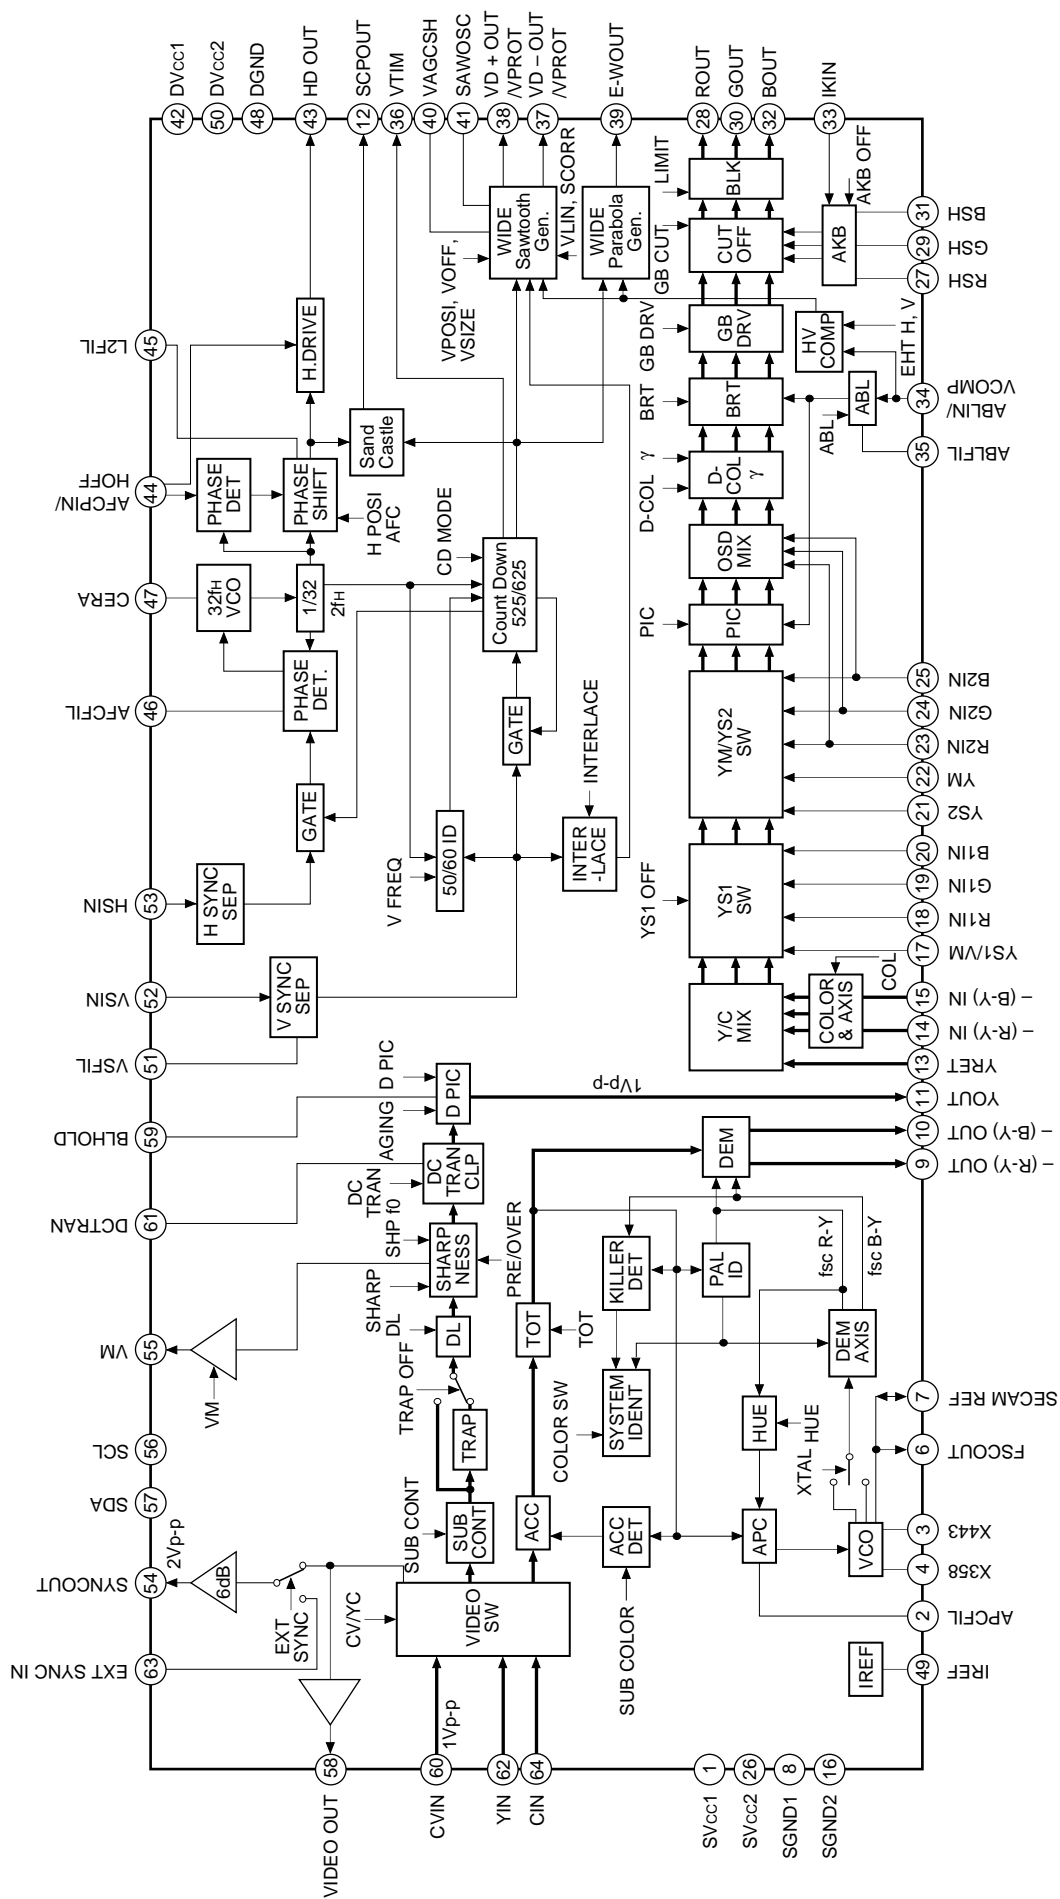 42
DVCC1
50
DVCC2
48
DGND
43
HD OUT
12
SCPOUT
36
VTIM
40
VAGCSH
41
SAWOSC
38
VD + OUT
/VPROT
37
VD – OUT
/VPROT
39
E-WOUT
28
ROUT
30
GOUT
32
BOUT
33
IKIN
31
BSH
29
GSH
27
RSH
34
ABLIN/
VCOMP
35
ABLFIL
25
B2IN
24
G2IN
23
R2IN
22
YM
21
YS2
20
B1IN
19
G1IN
18
R1IN
17
YS1/VM
15
– (B-Y) IN
14
– (R-Y) IN
13
YRET
11
YOUT
10
– (B-Y) OUT
9
– (R-Y) OUT
7
SECAM REF
6
FSCOUT
3
X443
4
X358
2
APCFIL
49
IREF
16
SGND2
8
SGND1
26
SVCC2
1
SVCC1
64
CIN
62
YIN
60
CVIN
58
VIDEO OUT
63
EXT SYNC IN
54
SYNCOUT
57
SDA
56
SCL
55
VM
61
DCTRAN
59
BLHOLD
51
VSFIL
52
VSIN
53
HSIN
46
AFCFIL
47
CERA
44
AFCPIN/
HOFF
45
L2FIL
H.DRIVE
PHASE
DET
PHASE
SHIFT
H POSI
AFC
Sand
Castle
32fH
VCO
1/32
2fH
PHASE
DET.
GATE
H SYNC
SEP
V SYNC
SEP
V FREQ
50/60 ID
CD MODE
Count Down
525/625
GATE
INTERLACE
INTER
-LACE
VPOSI, VOFF,
VSIZE
WIDE
Sawtooth
Gen.
VLIN, SCORR
WIDE
Parabola
Gen.
LIMIT
BLK
GB CUT
CUT
OFF
AKB
AKB OFF
GB DRV
GB
DRV
HV
COMP
EHT H, V
BRT
BRT
ABL
ABL
D-COL γ
D-
COL
γ
OSD
MIX
PIC
PIC
YM/YS2
SW
YS1 OFF
YS1
SW
Y/C
MIX
COLOR
& AXIS
COL
1Vp-p
D PIC
AGING
D PIC
DC
TRAN
DC
TRAN
CLP
SHP f0
SHARP
SHARP
NESS
PRE/OVER
DL
DL
TRAP OFF
TRAP
SUB CONT
SUB
CONT
VM
2Vp-p
6dB
EXT
SYNC
CV/YC
VIDEO
SW
1Vp-p
ACC
TOT
TOT
DEM
KILLER
DET
PAL
ID
fsc R-Y
fsc B-Y
COLOR SW
SYSTEM
IDENT
DEM
AXIS
HUE
HUE
XTAL
ACC
DET
SUB COLOR
APC
VCO
IREF